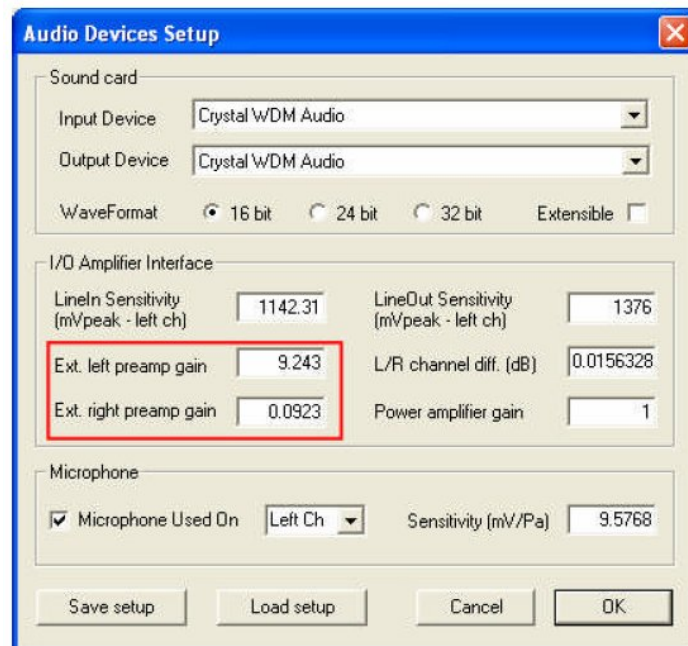 Audio Devices Setup
Sound card
Input Device Crystal WDM Audio
Output Device Crystal WDM Audio
WaveFormat 16 bit 24 bit 32 bit Extensible
I/O Amplifier Interface
LineIn Sensitivity
(mVpeak - left ch) 1142.31
LineOut Sensitivity
(mVpeak - left ch) 1376
Ext. left preamp gain 9.243
L/R channel diff. (dB) 0.0156328
Ext. right preamp gain 0.0923
Power amplifier gain 1
Microphone
Microphone Used On Left Ch Sensitivity (mV/Pa) 9.5768
Save setup Load setup Cancel OK